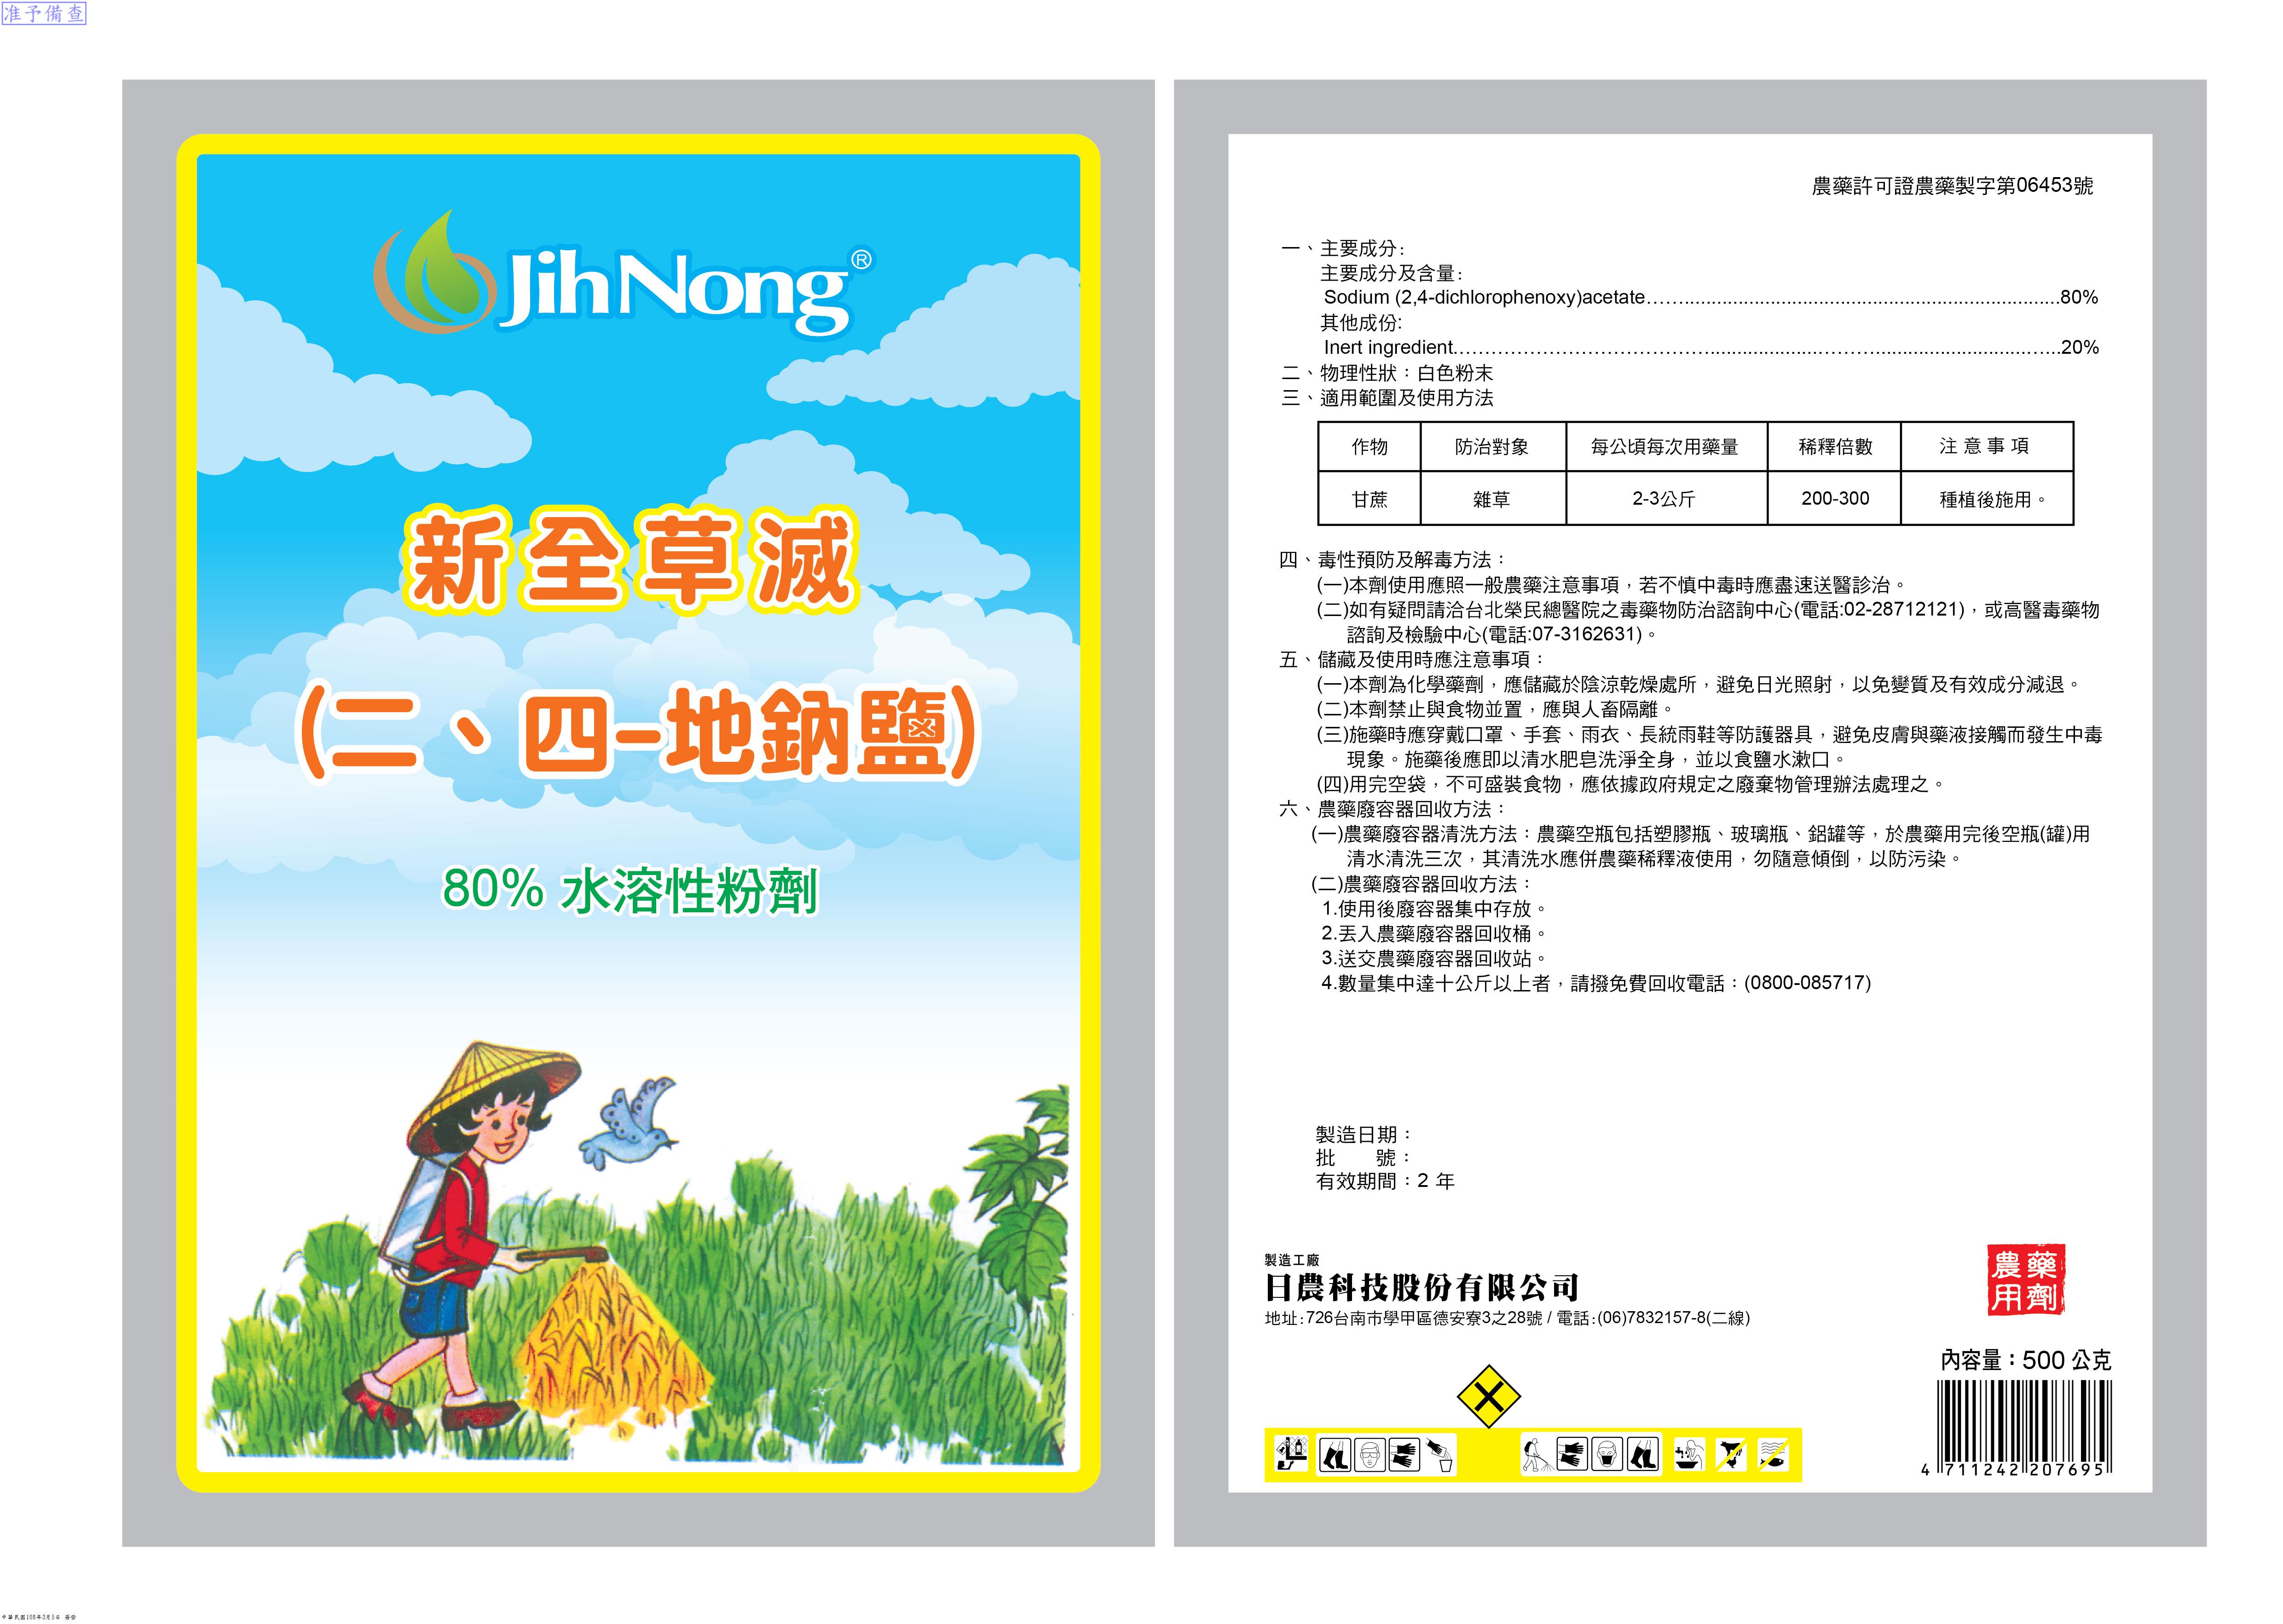 准予備查
JihNong®
新全草滅
(二、四-地鈉鹽)
80% 水溶性粉劑
農藥許可證農藥製字第06453號
一、主要成分:
主要成分及含量:
Sodium (2,4-dichlorophenoxy)acetate..........80%
其他成份:
Inert ingredient..........20%
二、物理性狀：白色粉末
三、適用範圍及使用方法
作物 防治對象 每公頃每次用藥量 稀釋倍數 注意事項
甘蔗 雜草 2-3公斤 200-300 種植後施用。
四、毒性預防及解毒方法：
(一)本劑使用應照一般農藥注意事項，若不慎中毒時應盡速送醫診治。
(二)如有疑問請洽台北榮民總醫院之毒藥物防治諮詢中心(電話:02-28712121)，或高醫毒藥物
諮詢及檢驗中心(電話:07-3162631)。
五、儲藏及使用時應注意事項：
(一)本劑為化學藥劑，應儲藏於陰涼乾燥處所，避免日光照射，以免變質及有效成分減退。
(二)本劑禁止與食物並置，應與人畜隔離。
(三)施藥時應穿戴口罩、手套、雨衣、長統雨鞋等防護器具，避免皮膚與藥液接觸而發生中毒
現象。施藥後應即以清水肥皂洗淨全身，並以食鹽水漱口。
(四)用完空袋，不可盛裝食物，應依據政府規定之廢棄物管理辦法處理之。
六、農藥廢容器回收方法：
(一)農藥廢容器清洗方法：農藥空瓶包括塑膠瓶、玻璃瓶、鋁罐等，於農藥用完後空瓶(罐)用
清水清洗三次，其清洗水應併農藥稀釋液使用，勿隨意傾倒，以防污染。
(二)農藥廢容器回收方法：
1.使用後廢容器集中存放。
2.丟入農藥廢容器回收桶。
3.送交農藥廢容器回收站。
4.數量集中達十公斤以上者，請撥免費回收電話：(0800-085717)
製造日期：
批 號：
有效期間：2 年
製造工廠
日農科技股份有限公司
地址:726台南市學甲區德安寮3之28號 / 電話:(06)7832157-8(二線)
農藥
用劑
內容量：500 公克
4 711242 207695
中華民國108年3月5日 簽發